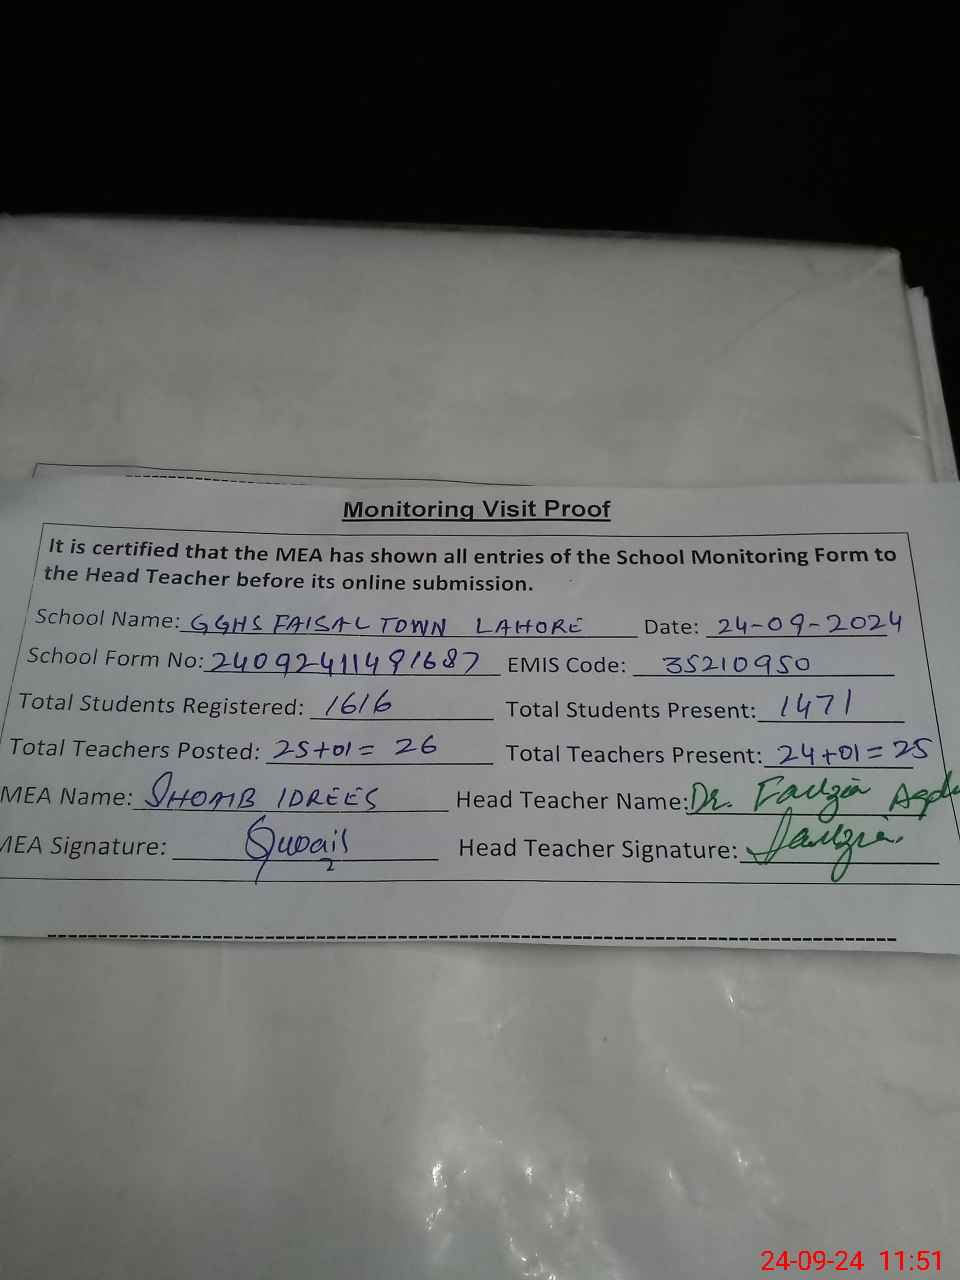 Monitoring Visit Proof
It is certified that the MEA has shown all entries of the School Monitoring Form to
the Head Teacher before its online submission.
School Name: GGHS FAISAL TOWN LAHORE Date: 24-09-2024
School Form No: 24092411491687 EMIS Code: 35210950
Total Students Registered: 1616 Total Students Present: 1471
Total Teachers Posted: 25+01= 26 Total Teachers Present: 24+01=25
MEA Name: SHOAIB IDREES Head Teacher Name: Dr. Fauzia
MEA Signature: Head Teacher Signature: Fauzia
24-09-24 11:51